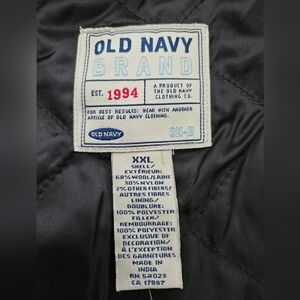 OLD NAVY
BRAND
EST. 1994
A PRODUCT OF
THE OLD NAVY
CLOTHING CO.
FOR BEST RESULTS: WEAR WITH ANOTHER
ARTICLE OF OLD NAVY CLOTHING.
OLD NAVY
XXL
SHELL/
EXTÉRIEUR:
68% WOOL/LAINE
30% NYLON
2% OTHER FIBERS/
AUTRES FIBRES
LINING/
DOUBLURE:
100% POLYESTER
FILLER/
REMBOURRAGE:
100% POLYESTER
EXCLUSIVE OF
DECORATION/
À L'EXCEPTION
DES GARNITURES
MADE IN
INDIA
RN 54023
CA 17897